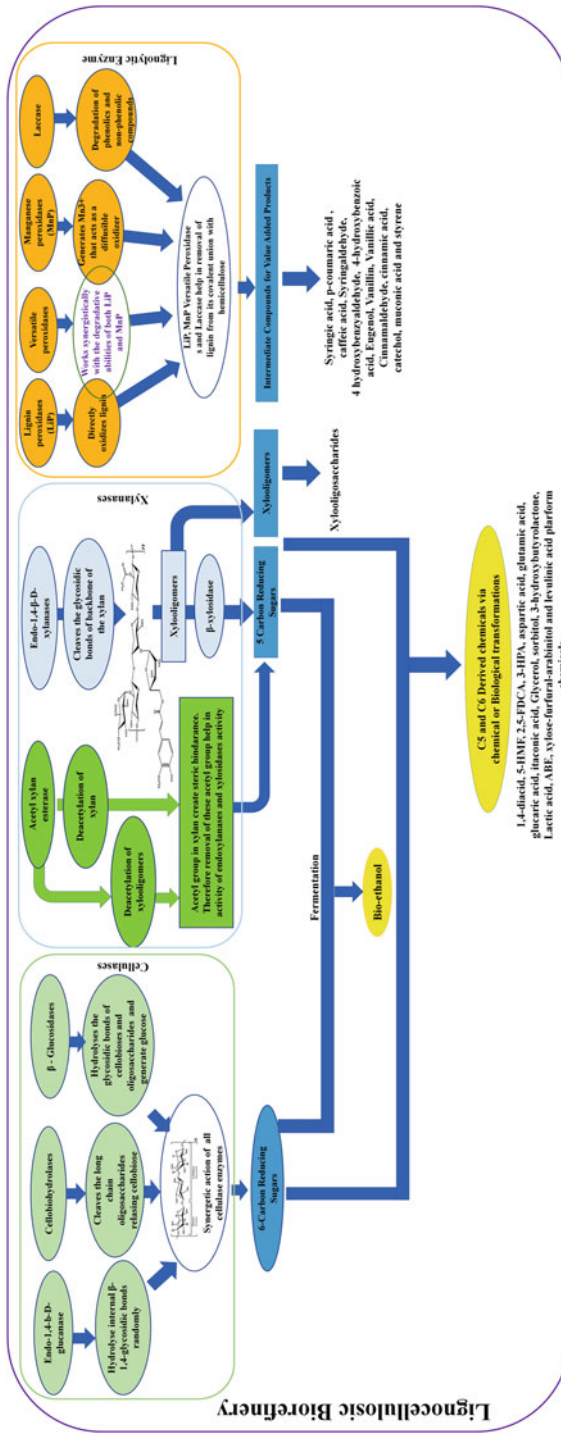 Lignocellulosic Biorefinery
Cellulases
Endo-1,4-b-D-
glucanase
Hydrolyse internal β-
1,4-glycosidic bonds
randomly
Cellobiohydrolases
Cleaves the long
chain
oligosaccharides
relasing cellobiose
β - Glucosidases
Hydrolyses the
glycosidic bonds of
cellobioses and
oligosaccharides and
generate glucose
Synergetic action of all
cellulase enzymes
6-Carbon Reducing
Sugars
Xylanases
Acetyl xylan
esterase
Deacetylation of
xylooligomers
Deacetylation of
xylan
Acetyl group in xylan create steric hindarance.
Therefore removal of these acetyl group help in
activity of endoxylanases and xylosidases activity
Endo-1,4-β-D-
xylanases
Cleaves the glycosidic
bonds of backbone of
the xylan
Xylooligomers
β-xylosidase
5 Carbon Reducing
Sugars
Xylooligomers
Xylooligosaccharides
Lignolytic Enzyme
Lignin
peroxidases
(LiP)
Directly
oxidizes lignin
Versatile
peroxidases
Works synergistically
with the degradative
abilities of both LiP
and MnP
Manganese
peroxidases (MnP)
Generates Mn3+
that acts as a
diffusible
oxidizer
Laccase
Degradation of
phenolics and
non-phenolic
compounds
LiP, MnP Versatile Peroxidase
s and Laccase help in removal of
lignin from its covalent union with
hemicellulose
Intermediate Compounds for Value Added Products
Syringic acid, p-coumaric acid ,
caffeic acid, Syringaldehyde,
4 hydroxybenzyaldehyde, 4-hydroxybenzoic
acid, Eugenol, Vanillin, Vanillic acid,
Cinnamaldehyde, cinnamic acid,
catechol, muconic acid and styrene
Fermentation
Bio-ethanol
C5 and C6 Derived chemicals via
chemical or Biological transformations
1,4-diacid, 5-HMF, 2,5-FDCA, 3-HPA, aspartic acid, glutamic acid,
glucaric acid, itaconic acid, Glycerol, sorbitol, 3-hydroxybutyrolactone,
Lactic acid, ABE, xylose-furfural-arabinitol and levulinic acid plarform